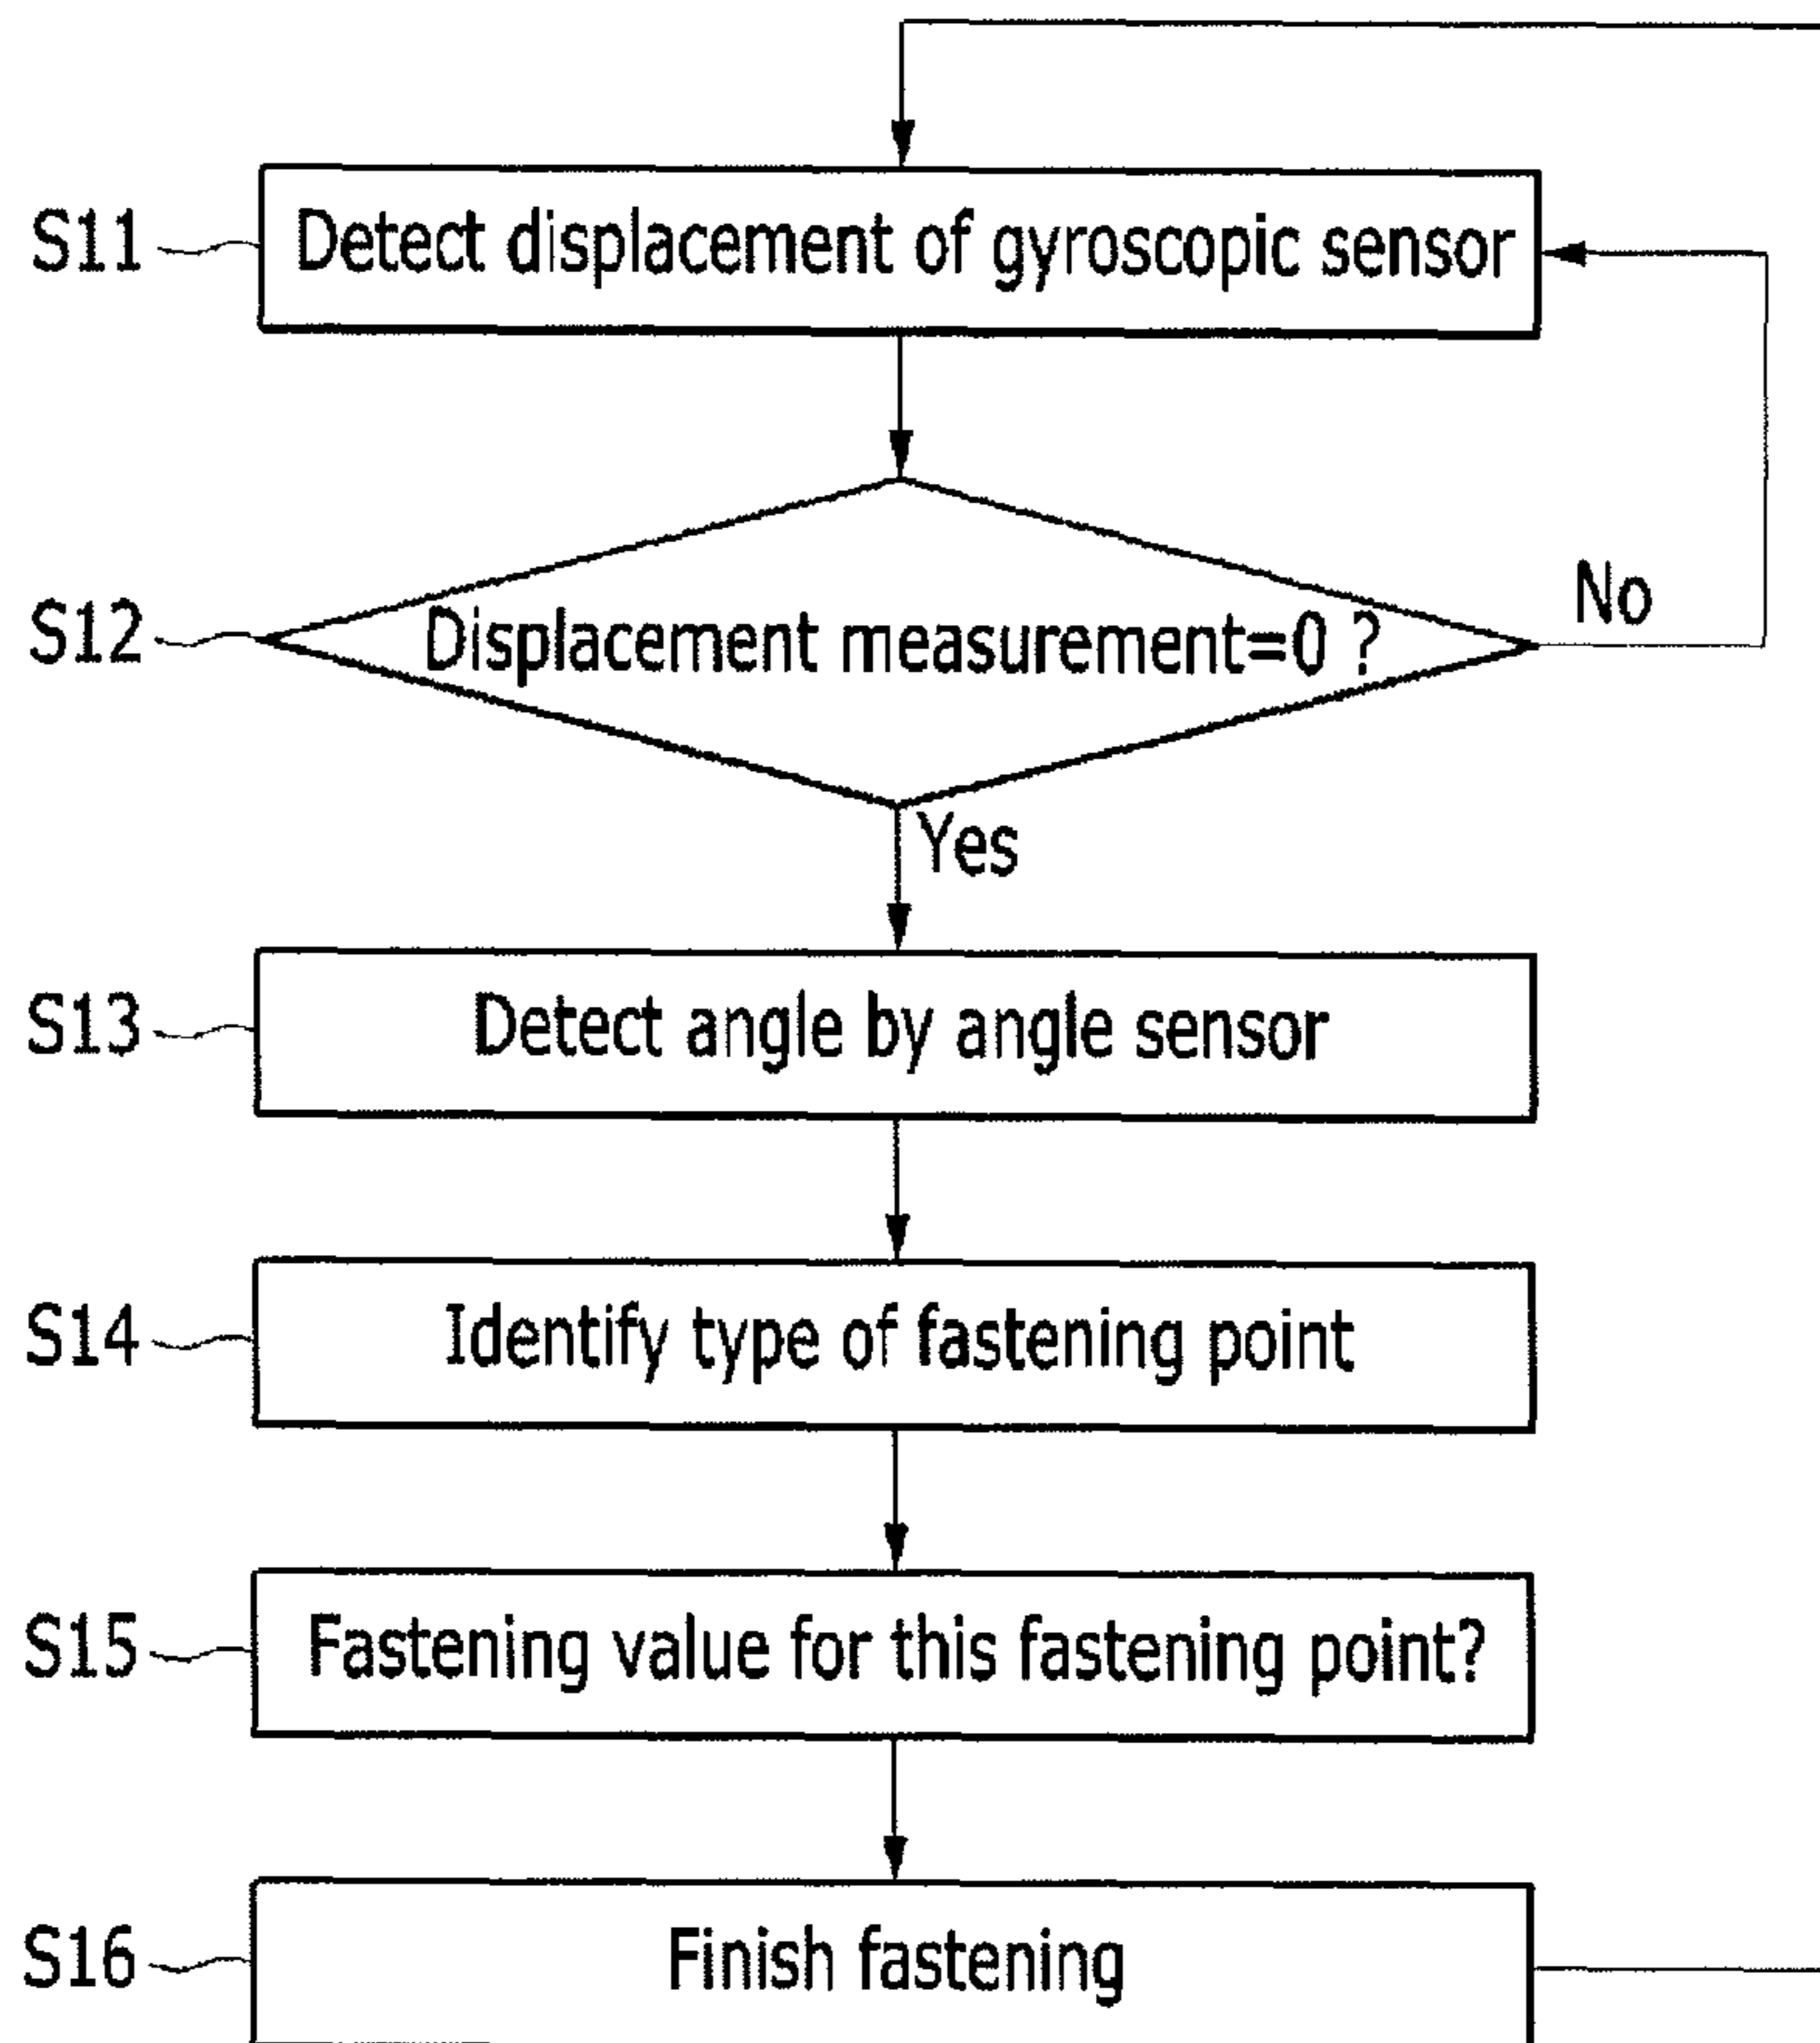 S11 Detect displacement of gyroscopic sensor
S12 Displacement measurement=0 ?
No
Yes
S13 Detect angle by angle sensor
S14 Identify type of fastening point
S15 Fastening value for this fastening point?
S16 Finish fastening